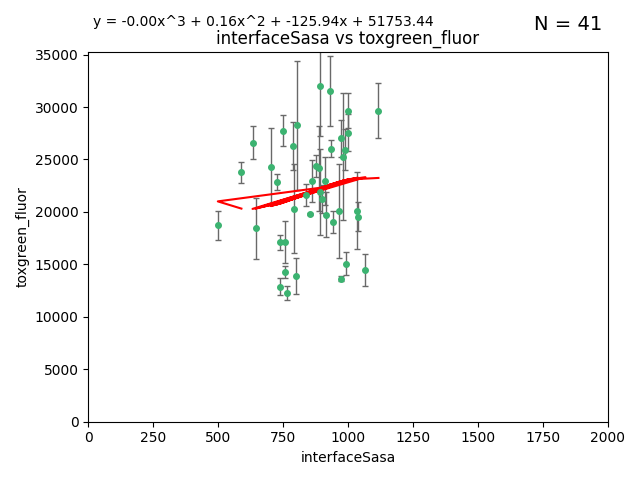 y = -0.00x^3 + 0.16x^2 + -125.94x + 51753.44
N = 41
interfaceSasa vs toxgreen_fluor
35000
30000
25000
20000
15000
10000
5000
0
toxgreen_fluor
0 250 500 750 1000 1250 1500 1750 2000
interfaceSasa